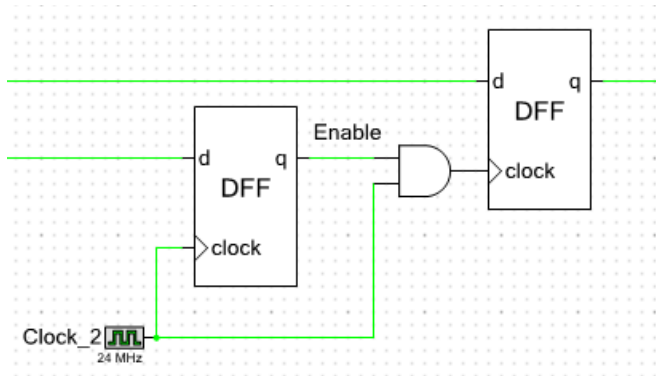 d q
DFF
clock
Enable
d q
DFF
clock
Clock_2
24 MHz